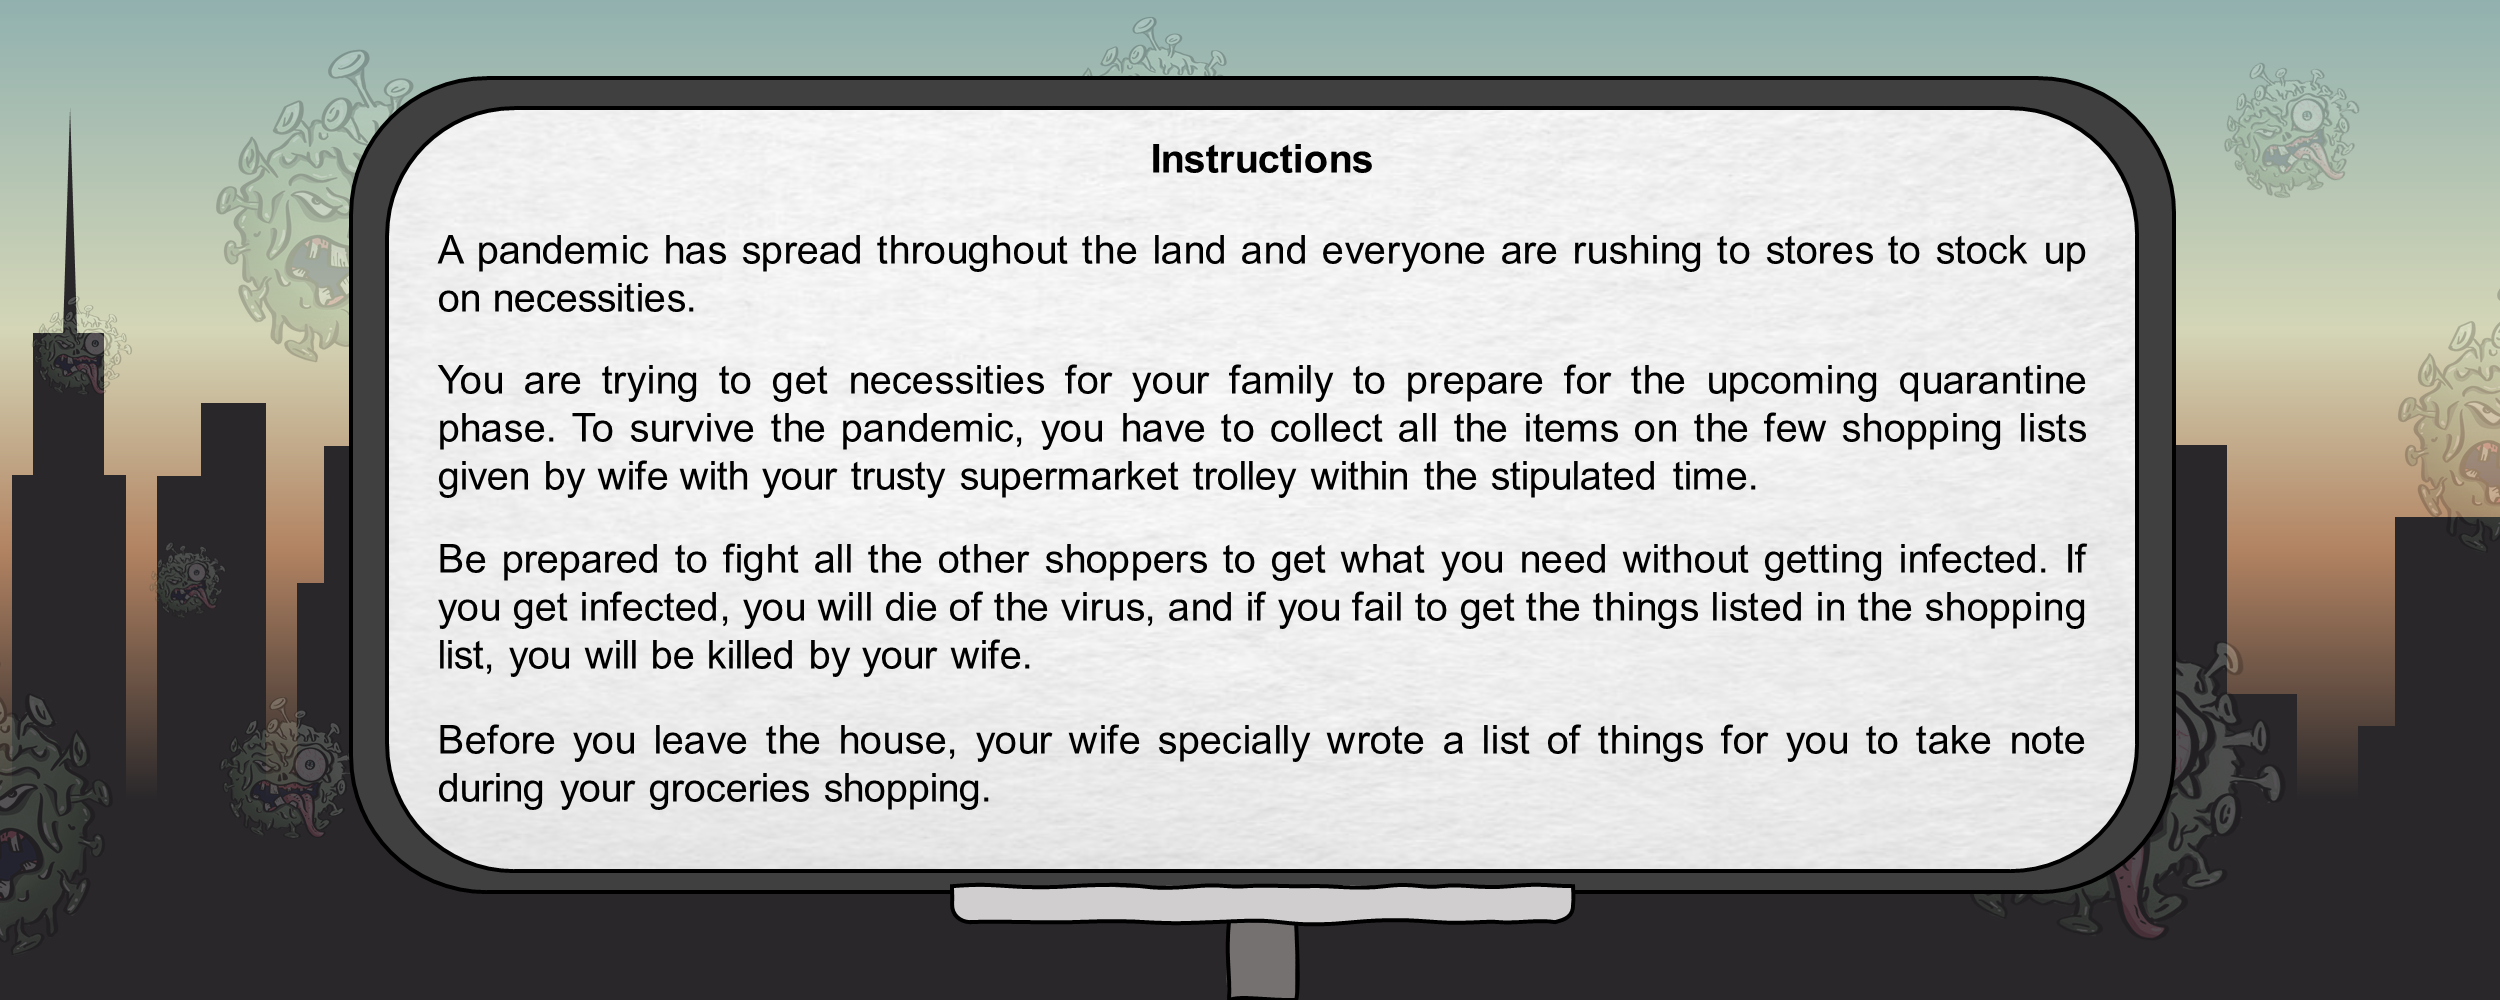 Instructions
A pandemic has spread throughout the land and everyone are rushing to stores to stock up
on necessities.
You are trying to get necessities for your family to prepare for the upcoming quarantine
phase. To survive the pandemic, you have to collect all the items on the few shopping lists
given by wife with your trusty supermarket trolley within the stipulated time.
Be prepared to fight all the other shoppers to get what you need without getting infected. If
you get infected, you will die of the virus, and if you fail to get the things listed in the shopping
list, you will be killed by your wife.
Before you leave the house, your wife specially wrote a list of things for you to take note
during your groceries shopping.